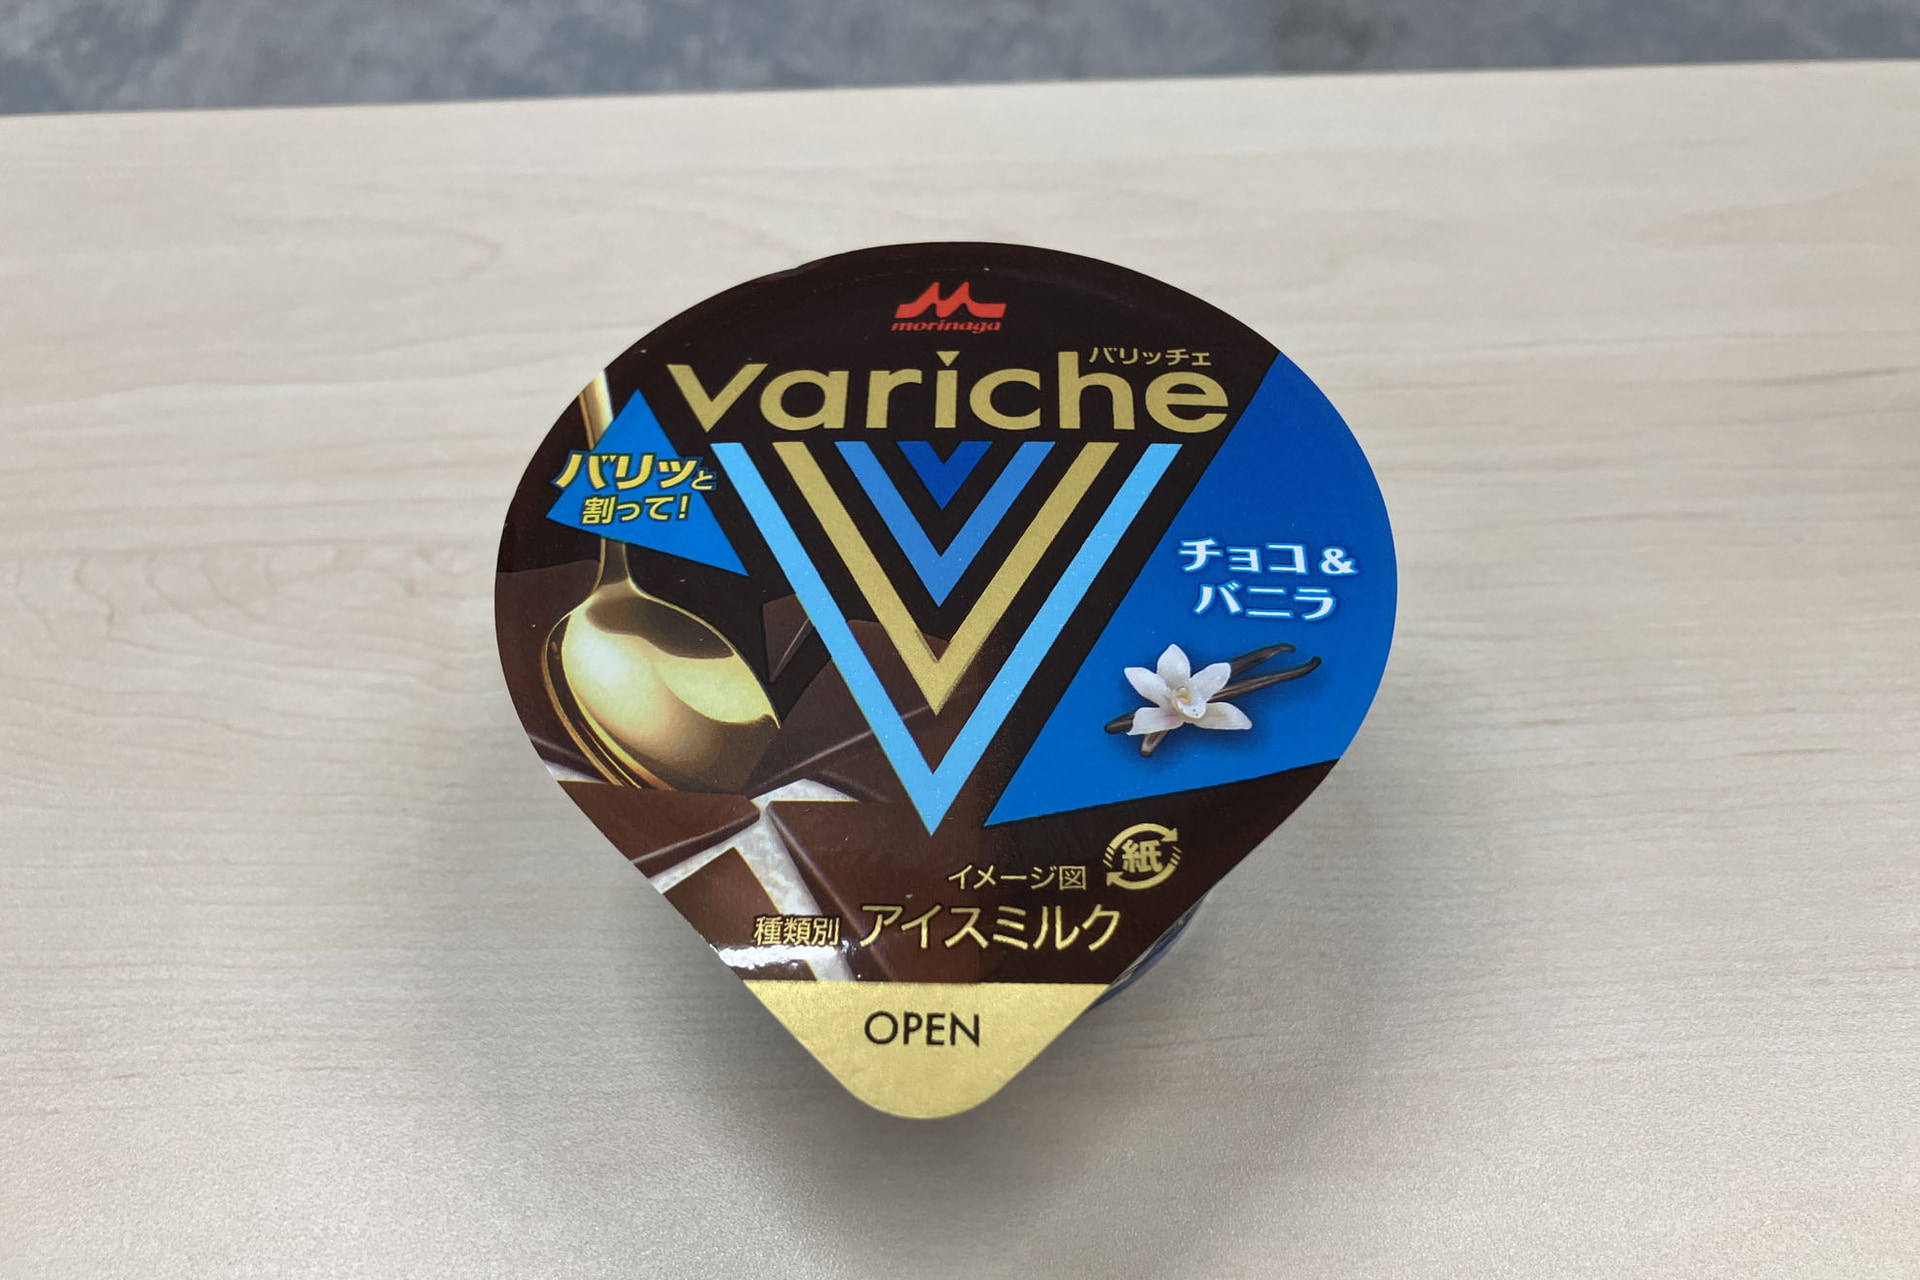 morinaga
バリッチェ
variche
バリッと
割って!
チョコ&
バニラ
イメージ図
紙
種類別 アイスミルク
OPEN